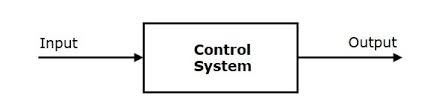 Input
Control
System
Output